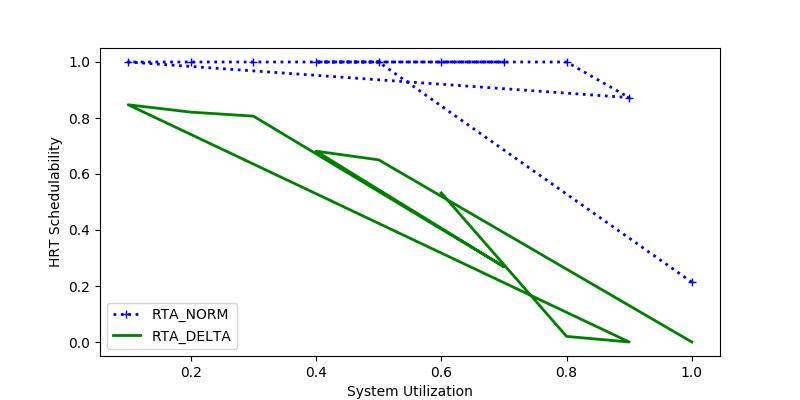 1.0
0.8
0.6
0.4
0.2
0.0
HRT Schedulability
RTA_NORM
RTA_DELTA
0.2 0.4 0.6 0.8 1.0
System Utilization